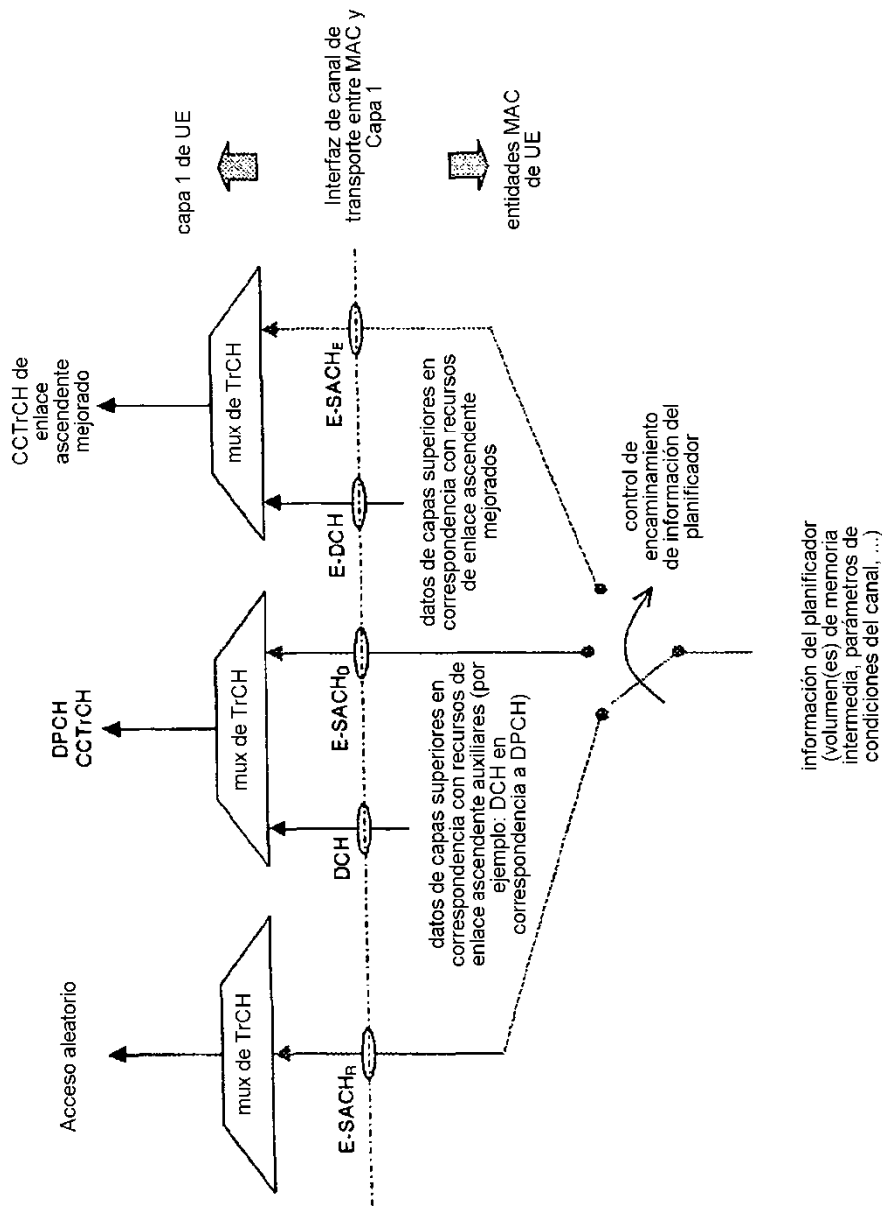 Acceso aleatorio
DPCH
CCTrCH
CCTrCH de
enlace
ascendente
mejorado
capa 1 de UE
mux de TrCH
mux de TrCH
mux de TrCH
E-SACHR
DCH
E-SACHD
E-DCH
E-SACHE
Interfaz de canal de
transporte entre MAC y
Capa 1
entidades MAC
de UE
datos de capas superiores en
correspondencia con recursos de
enlace ascendente auxiliares (por
ejemplo: DCH en
correspondencia a DPCH)
datos de capas superiores en
correspondencia con recursos
de enlace ascendente
mejorados
control de
encaminamiento
de información del
planificador
información del planificador
(volumen(es) de memoria
intermedia, parámetros de
condiciones del canal, ...)